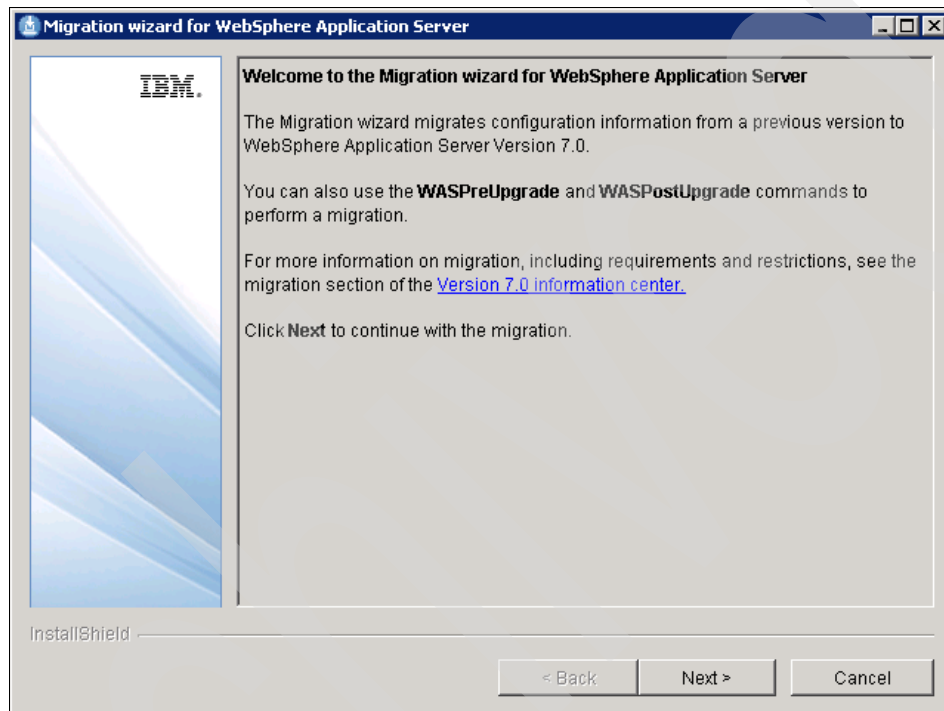 Migration wizard for WebSphere Application Server
IBM.
Welcome to the Migration wizard for WebSphere Application Server
The Migration wizard migrates configuration information from a previous version to
WebSphere Application Server Version 7.0.
You can also use the WASPreUpgrade and WASPostUpgrade commands to
perform a migration.
For more information on migration, including requirements and restrictions, see the
migration section of the Version 7.0 information center.
Click Next to continue with the migration.
InstallShield
< Back Next > Cancel